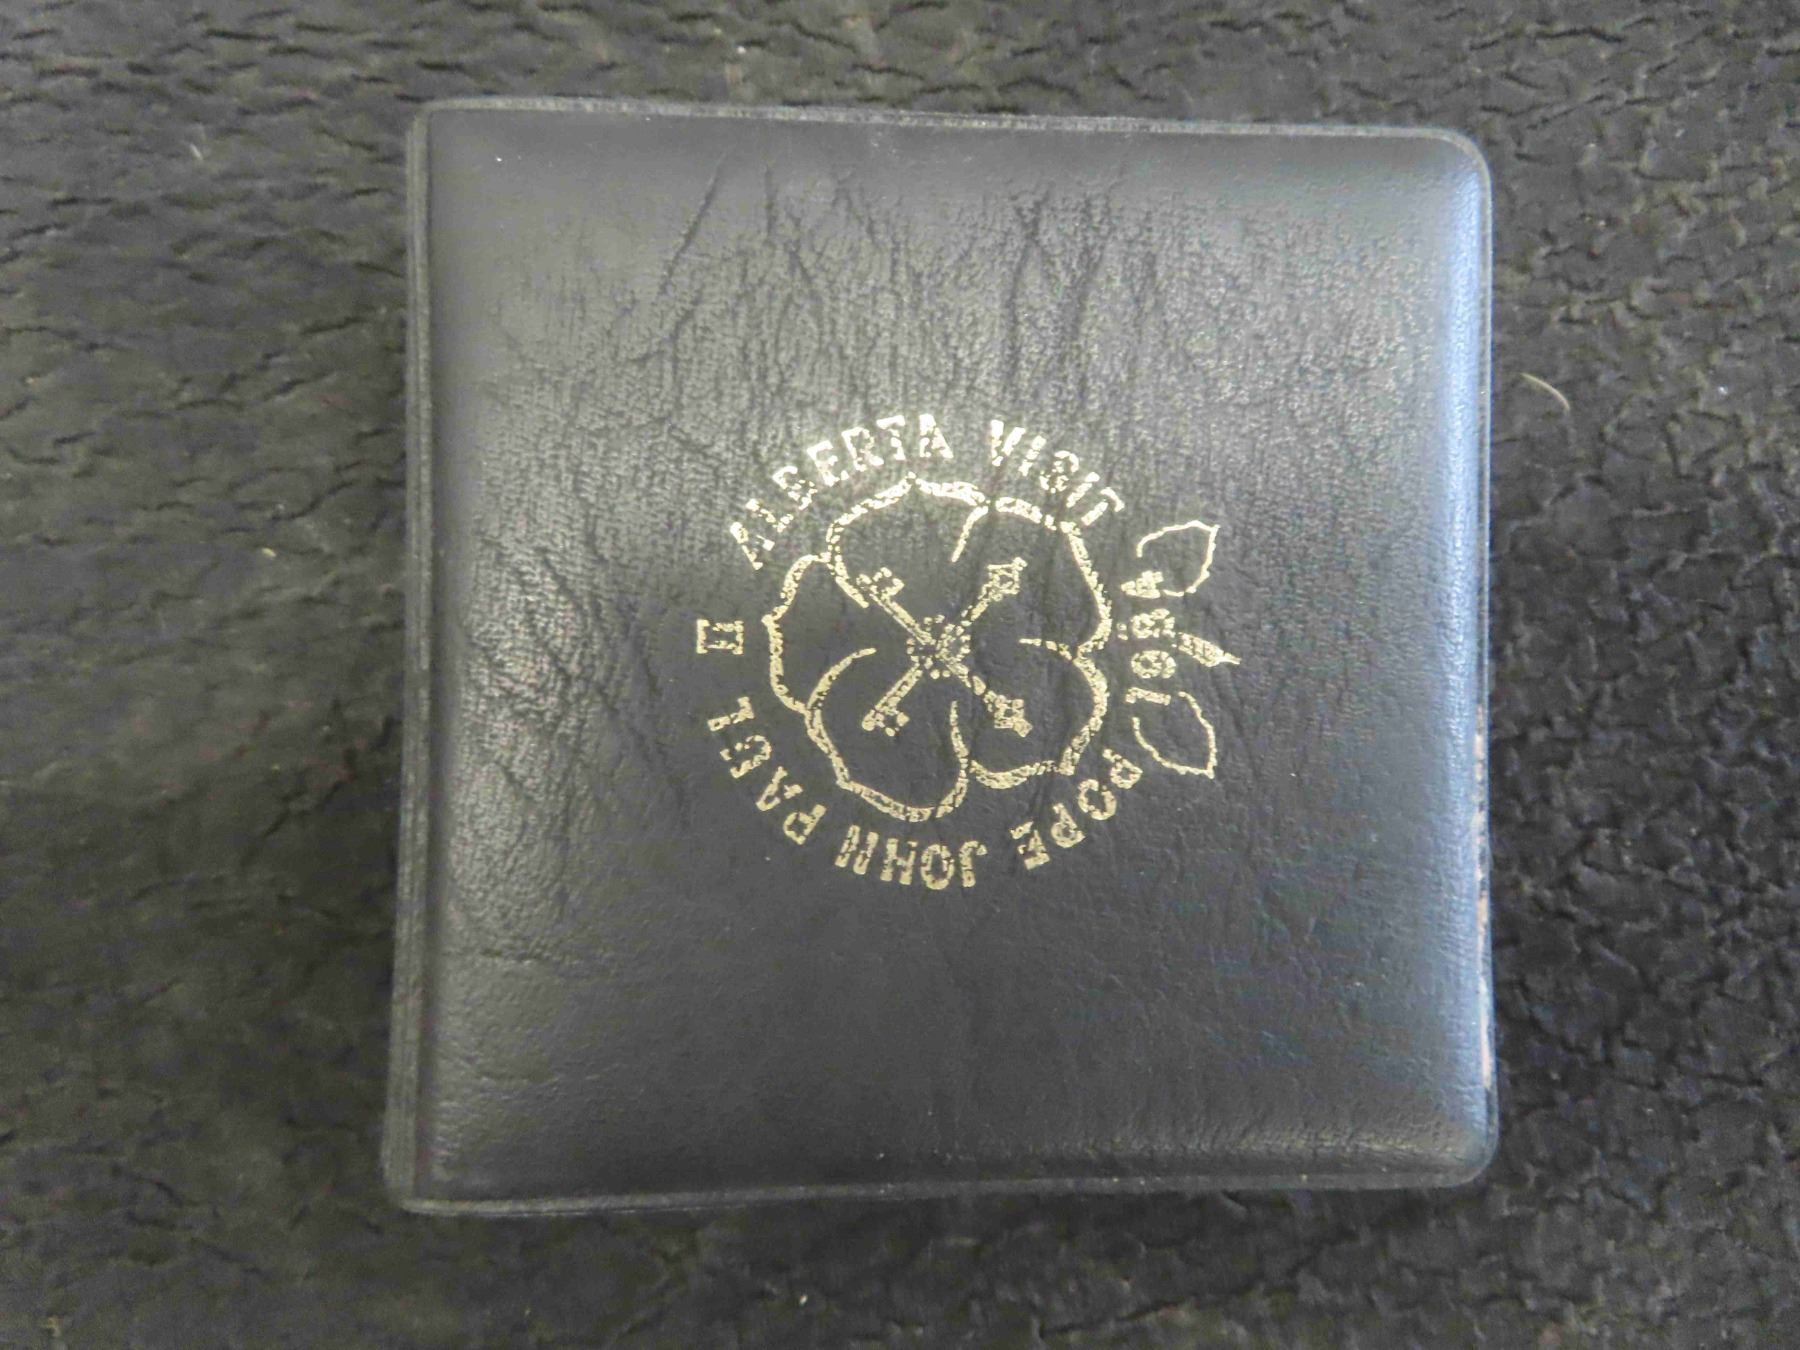 POPE JOHN PAUL II
ALBERTA VISIT
1984